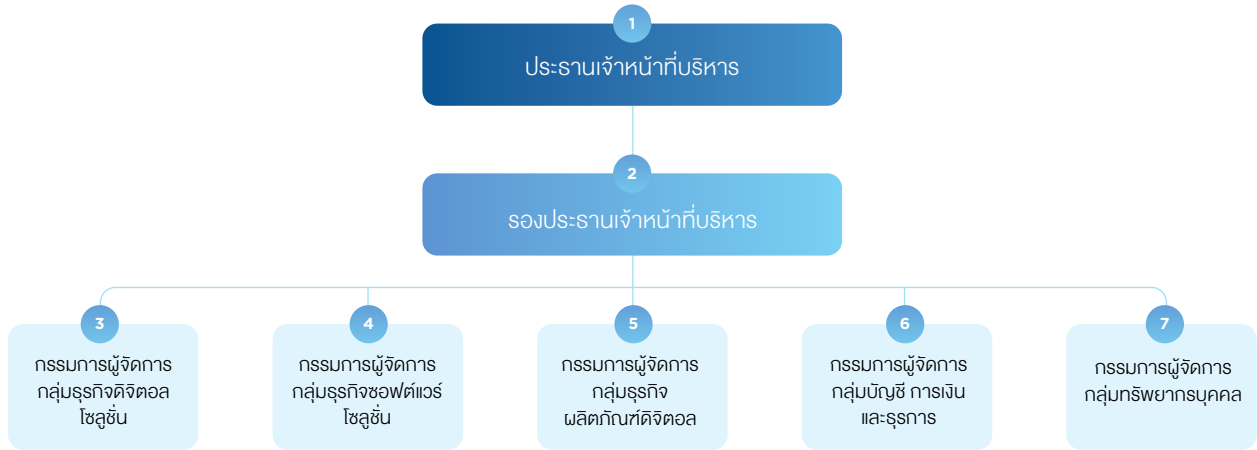 1
ประธานเจ้าหน้าที่บริหาร
2
รองประธานเจ้าหน้าที่บริหาร
3
กรรมการผู้จัดการ
กลุ่มธุรกิจดิจิตอล
โซลูชั่น
4
กรรมการผู้จัดการ
กลุ่มธุรกิจซอฟต์แวร์
โซลูชั่น
5
กรรมการผู้จัดการ
กลุ่มธุรกิจ
ผลิตภัณฑ์ดิจิตอล
6
กรรมการผู้จัดการ
กลุ่มบัญชี การเงิน
และธุรการ
7
กรรมการผู้จัดการ
กลุ่มทรัพยากรบุคคล